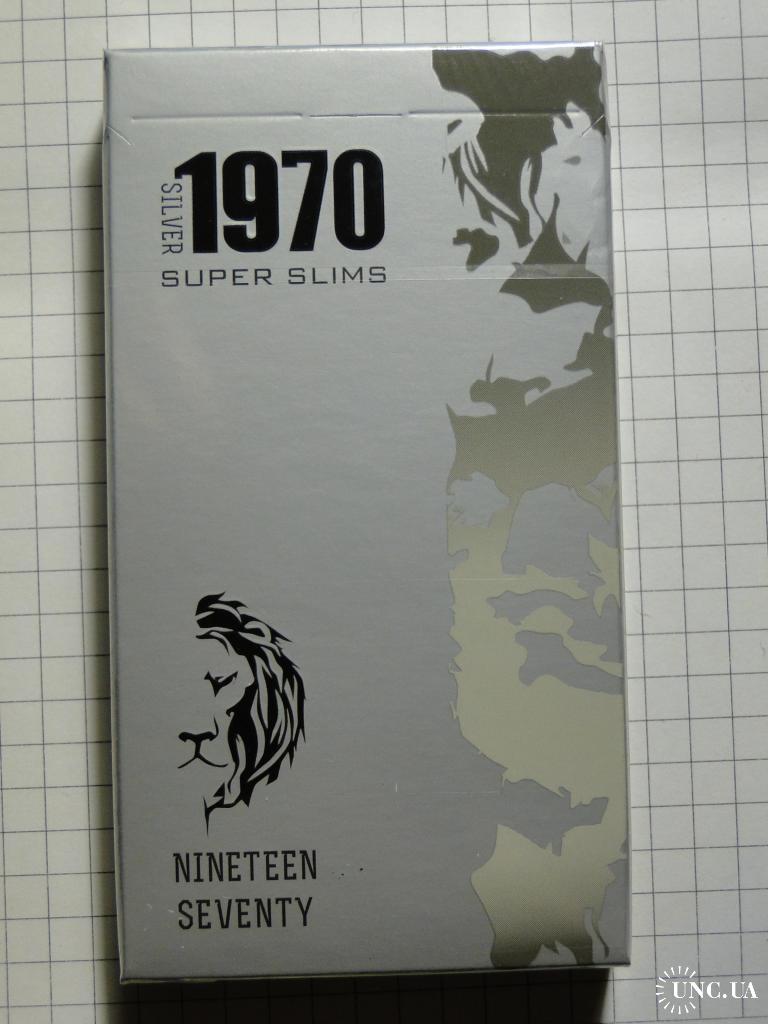 SILVER
1970
SUPER SLIMS
NINETEEN
SEVENTY
UNC.UA